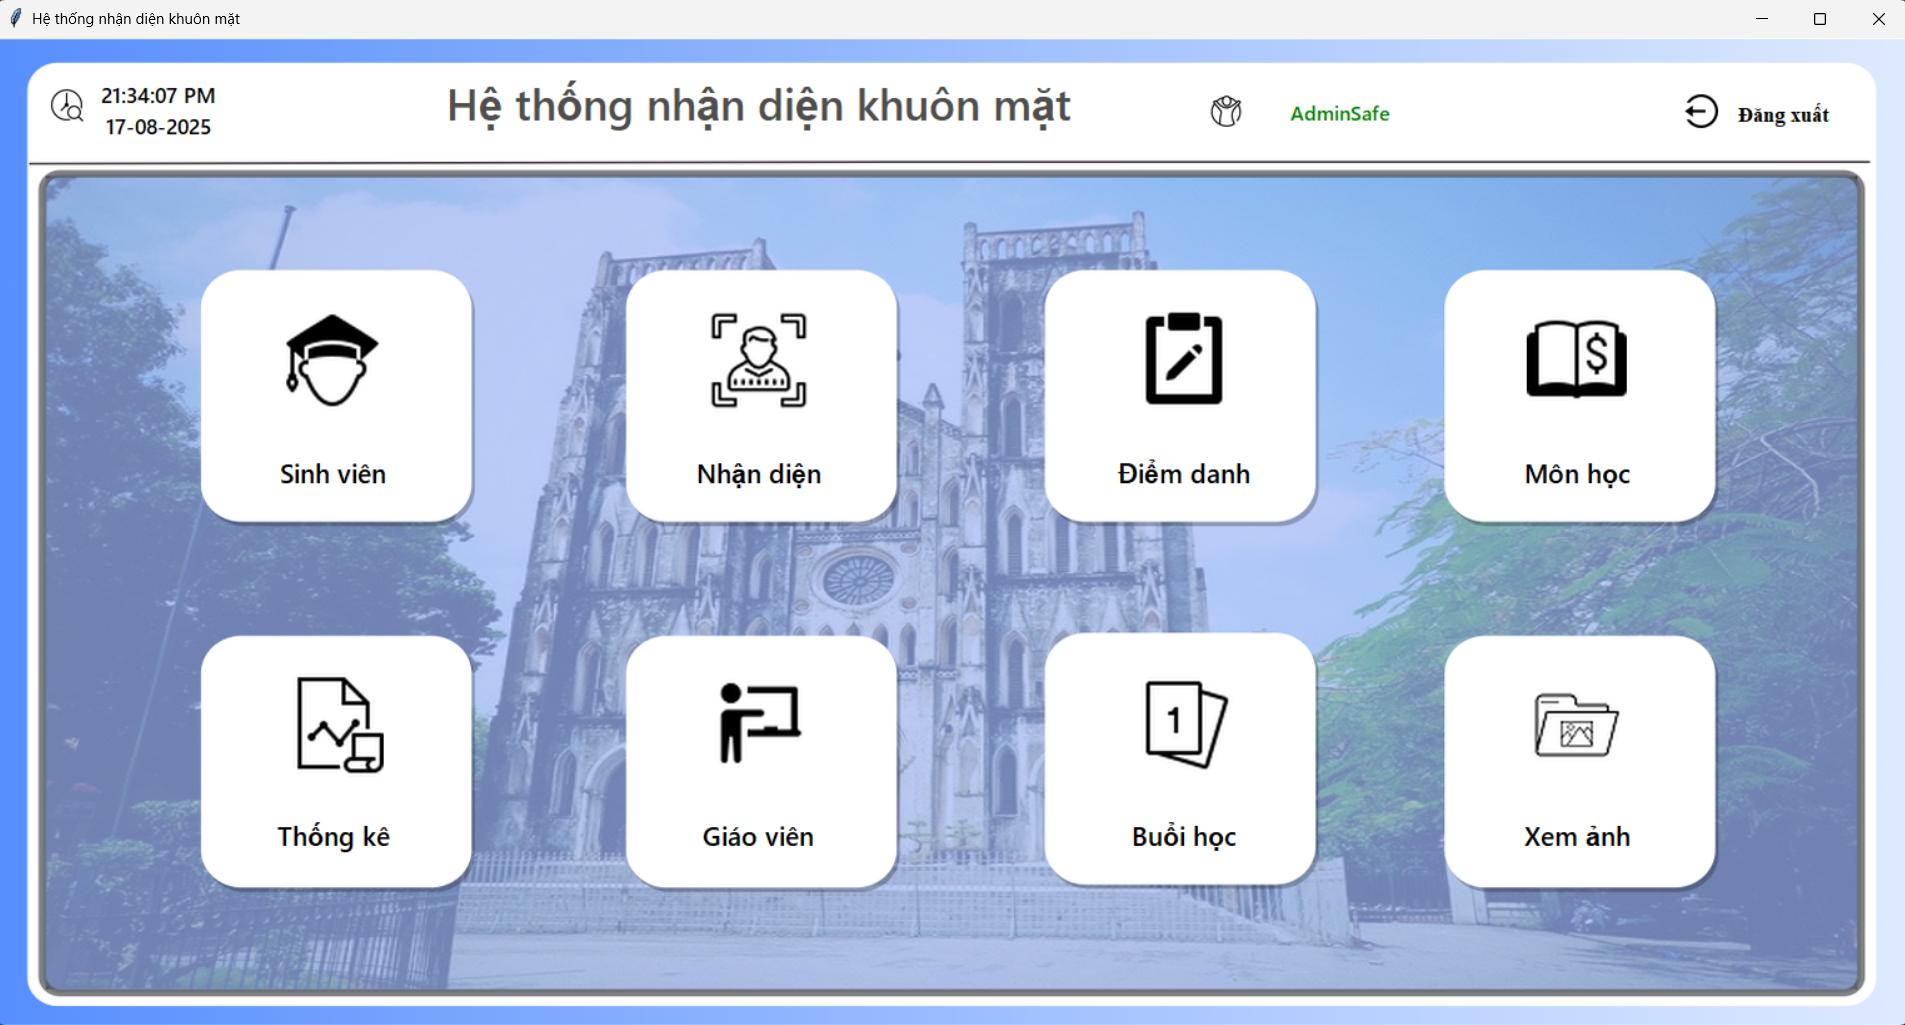 Hệ thống nhận diện khuôn mặt
21:34:07 PM
17-08-2025
Hệ thống nhận diện khuôn mặt
AdminSafe
Đăng xuất
Sinh viên
Nhận diện
Điểm danh
Môn học
$
Thống kê
Giáo viên
1
Buổi học
Xem ảnh